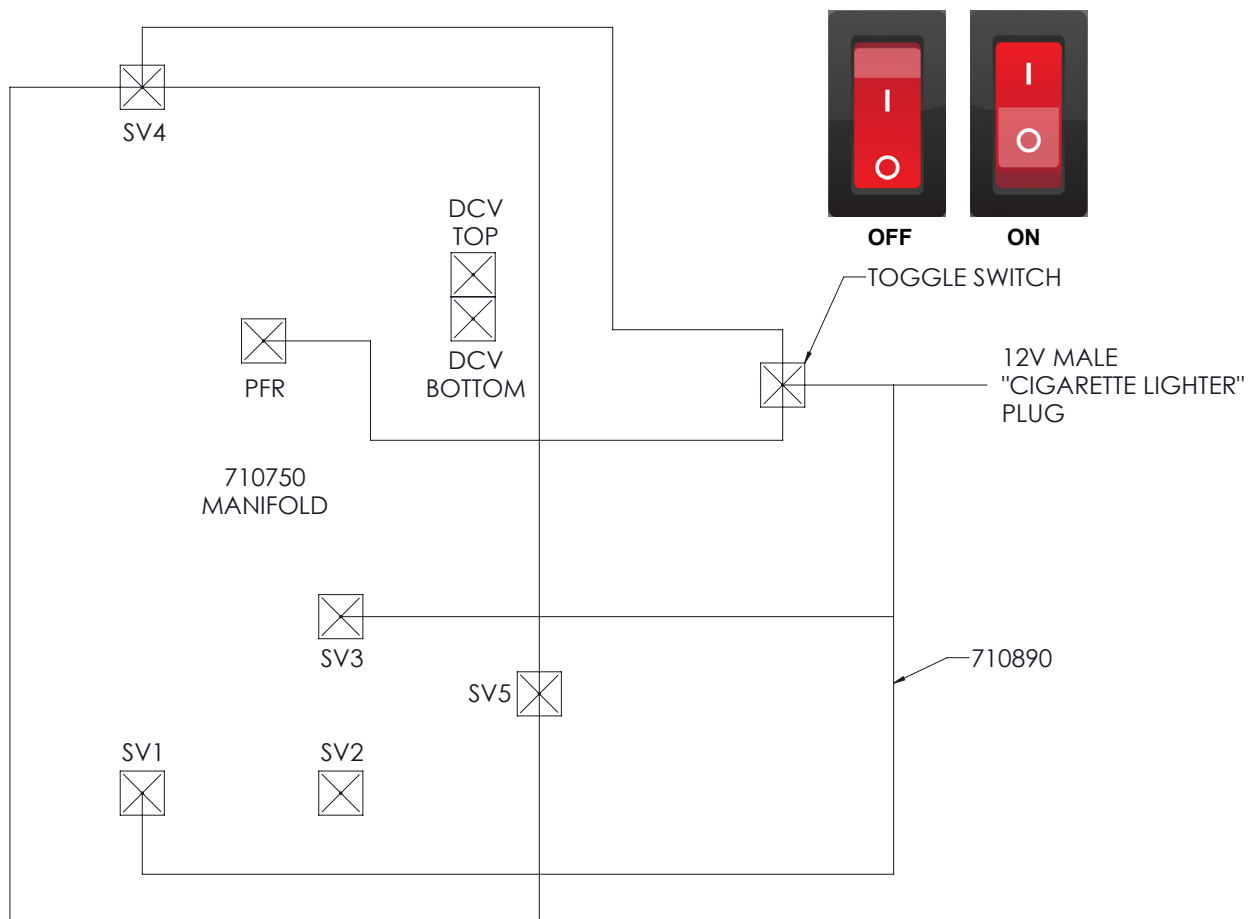 SV4
I
O
I
O
OFF
ON
DCV
TOP
DCV
BOTTOM
TOGGLE SWITCH
12V MALE
"CIGARETTE LIGHTER"
PLUG
PFR
710750
MANIFOLD
SV3
SV5
710890
SV1
SV2